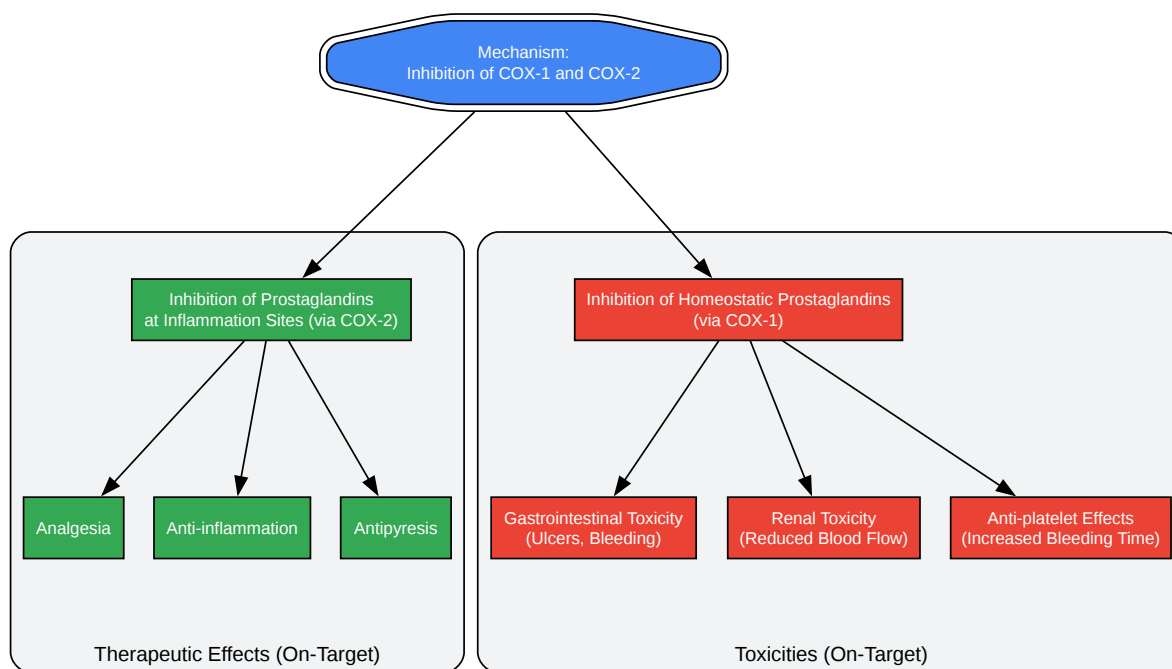 Mechanism:
Inhibition of COX-1 and COX-2
Inhibition of Prostaglandins
at Inflammation Sites (via COX-2)
Inhibition of Homeostatic Prostaglandins
(via COX-1)
Analgesia
Anti-inflammation
Antipyresis
Gastrointestinal Toxicity
(Ulcers, Bleeding)
Renal Toxicity
(Reduced Blood Flow)
Anti-platelet Effects
(Increased Bleeding Time)
Therapeutic Effects (On-Target)
Toxicities (On-Target)